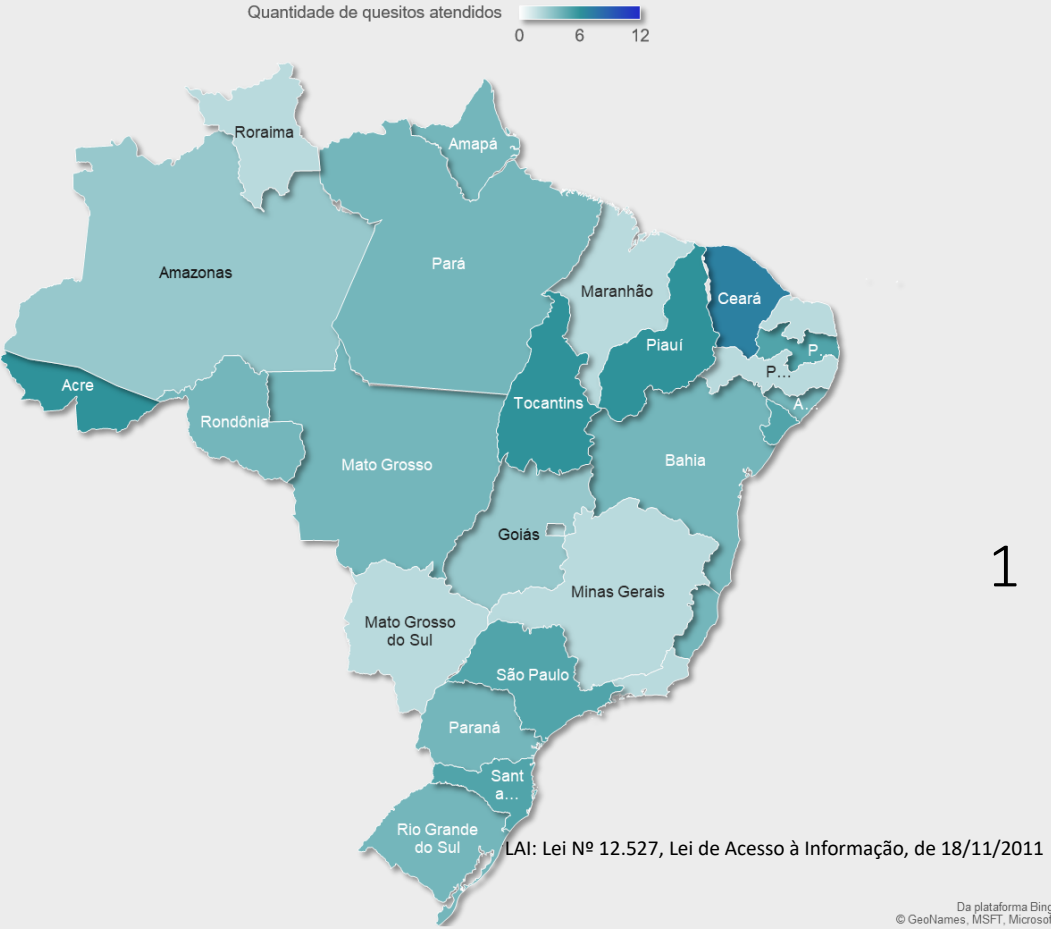 Quantidade de quesitos atendidos
0 6 12
Roraima
Amapá
Amazonas
Pará
Maranhão
Ceará
Piauí
P...
P...
Acre
Tocantins
A...
Rondônia
Mato Grosso
Bahia
Goiás
1
Minas Gerais
Mato Grosso
do Sul
São Paulo
Paraná
Sant
a...
Rio Grande
do Sul
LAI: Lei Nº 12.527, Lei de Acesso à Informação, de 18/11/2011
Da plataforma Bing
© GeoNames, MSFT, Microsoft